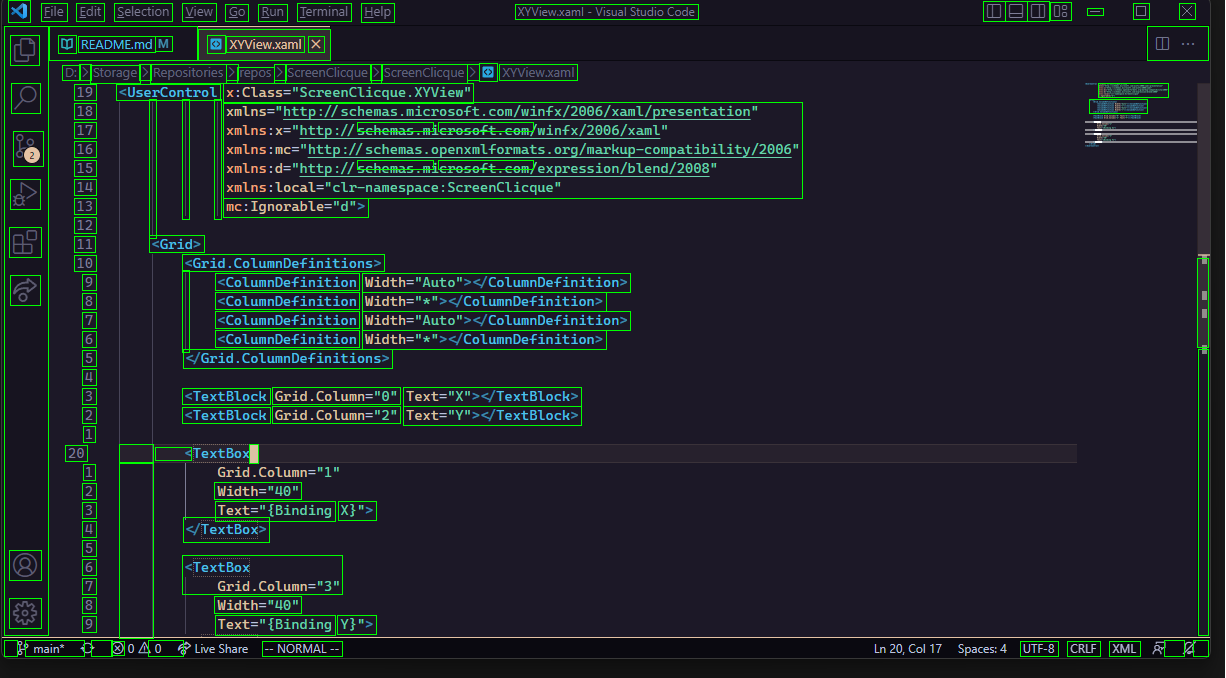 File Edit Selection View Go Run Terminal Help XYView.xaml - Visual Studio Code
README.md M XYView.xaml
D: > Storage > Repositories > repos > ScreenClicque > ScreenClicque > XYView.xaml
19 <UserControl x:Class="ScreenClicque.XYView"
18 xmlns="http://schemas.microsoft.com/winfx/2006/xaml/presentation"
17 xmlns:x="http://schemas.microsoft.com/winfx/2006/xaml"
16 xmlns:mc="http://schemas.openxmlformats.org/markup-compatibility/2006"
15 xmlns:d="http://schemas.microsoft.com/expression/blend/2008"
14 xmlns:local="clr-namespace:ScreenClicque"
13 mc:Ignorable="d">
12
11 <Grid>
10 <Grid.ColumnDefinitions>
9 <ColumnDefinition Width="Auto"></ColumnDefinition>
8 <ColumnDefinition Width="*"></ColumnDefinition>
7 <ColumnDefinition Width="Auto"></ColumnDefinition>
6 <ColumnDefinition Width="*"></ColumnDefinition>
5 </Grid.ColumnDefinitions>
4
3 <TextBlock Grid.Column="0" Text="X"></TextBlock>
2 <TextBlock Grid.Column="2" Text="Y"></TextBlock>
1
20 <TextBox
1 Grid.Column="1"
2 Width="40"
3 Text="{Binding X}">
4 </TextBox>
5
6 <TextBox
7 Grid.Column="3"
8 Width="40"
9 Text="{Binding Y}">
2
main* 0 0 Live Share -- NORMAL -- Ln 20, Col 17 Spaces: 4 UTF-8 CRLF XML